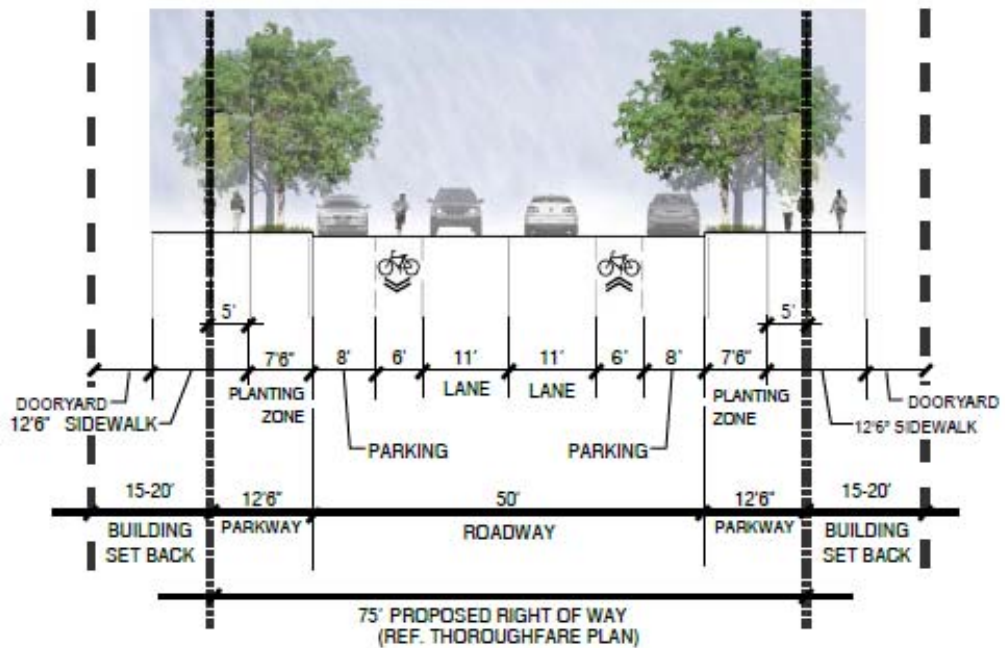 5'
5'
7'6" 8' 6' 11' 11' 6' 8' 7'6"
DOORYARD
12'6" SIDEWALK
PLANTING
ZONE
LANE LANE
PLANTING
ZONE
DOORYARD
12'6" SIDEWALK
PARKING PARKING
15-20' 12'6" 50' 12'6" 15-20'
BUILDING
SET BACK
PARKWAY ROADWAY PARKWAY
BUILDING
SET BACK
75' PROPOSED RIGHT OF WAY
(REF. THOROUGHFARE PLAN)